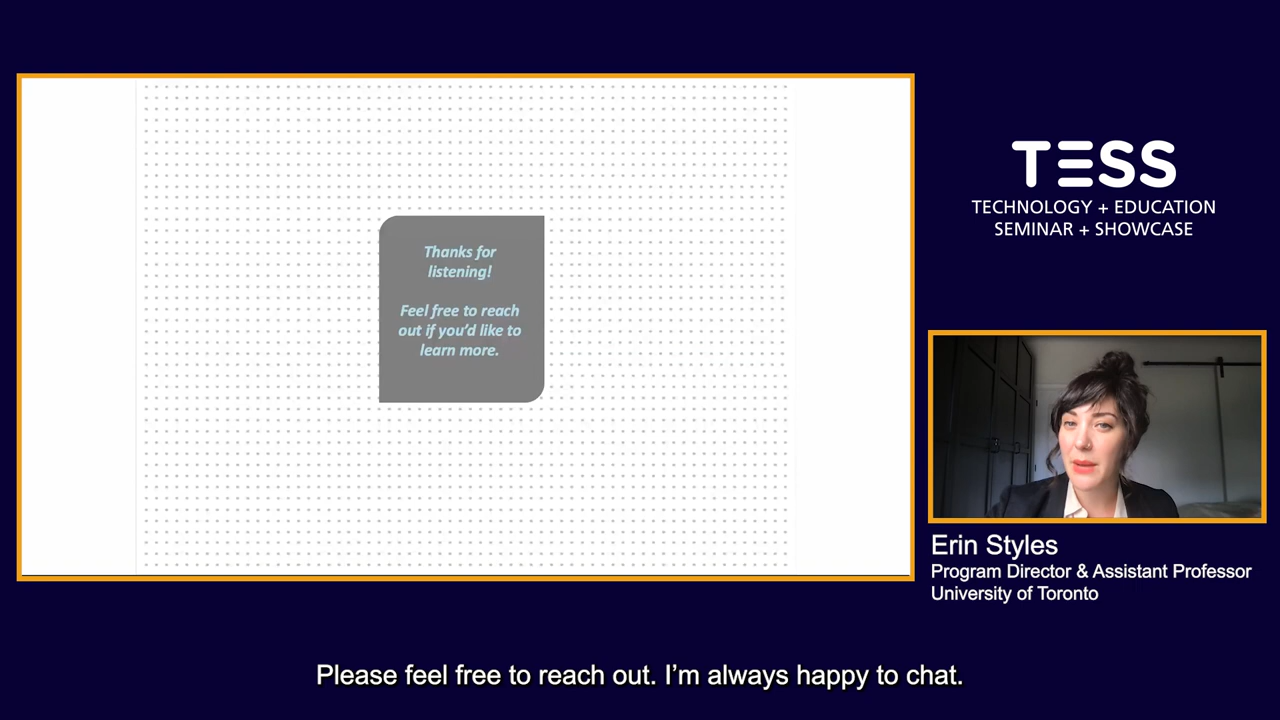 Thanks for
listening!
Feel free to reach
out if you'd like to
learn more.
TESS
TECHNOLOGY + EDUCATION
SEMINAR + SHOWCASE
Erin Styles
Program Director & Assistant Professor
University of Toronto
Please feel free to reach out. I'm always happy to chat.